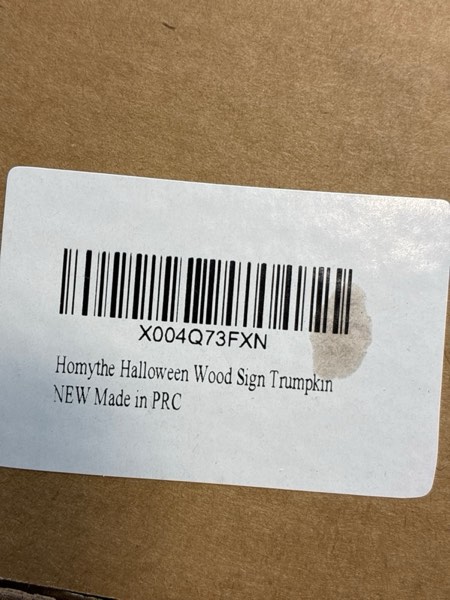 X004Q73FXN
Homythe Halloween Wood Sign Trumpkin
NEW Made in PRC